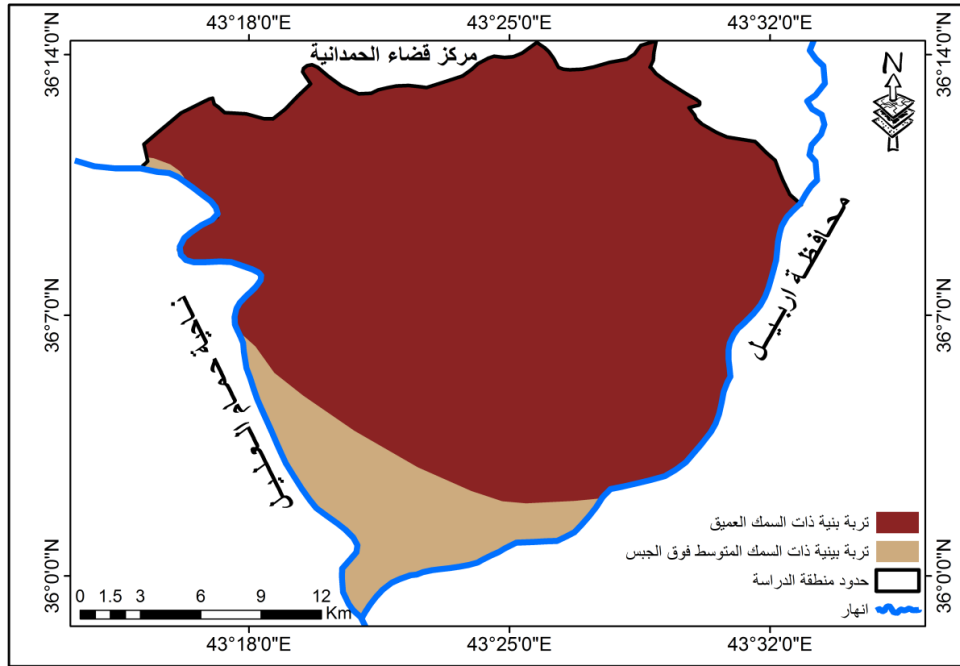 43°18'0"E
43°25'0"E
43°32'0"E
36°14'0"N
36°14'0"N
مركز قضاء الحمدانية
N
محافظة اربيل
36°7'0"N
36°7'0"N
ناحية حمام العليل
تربة بنية ذات السمك العميق
تربة بينية ذات السمك المتوسط فوق الجبس
حدود منطقة الدراسة
انهار
36°0'0"N
36°0'0"N
0 1.5 3 6 9 12
Km
43°18'0"E
43°25'0"E
43°32'0"E